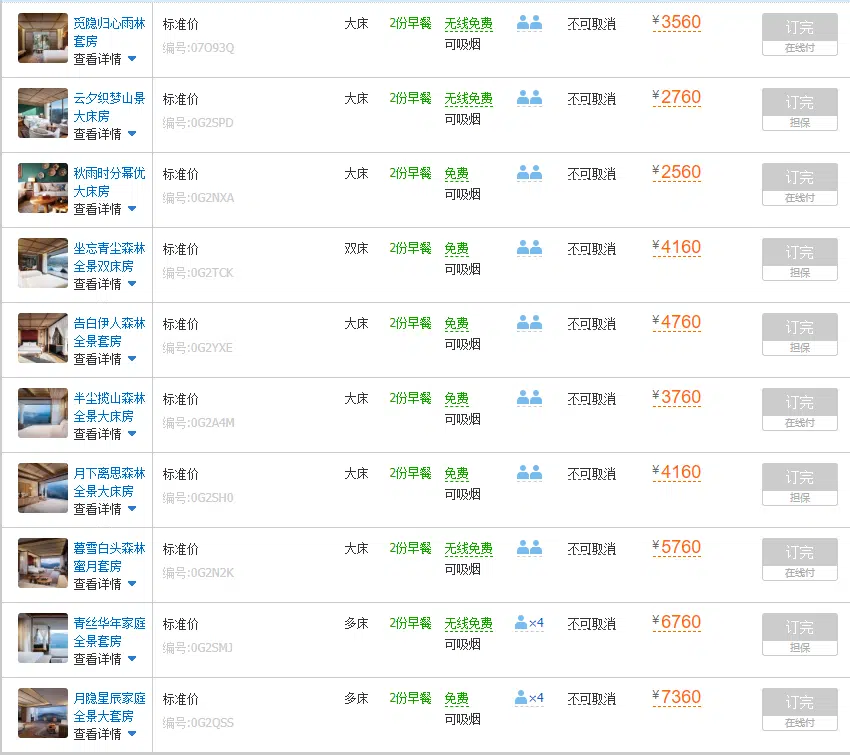 觅隐归心雨林 标准价 大床 2份早餐 无线免费 不可取消 ¥3560 订完
套房 编号:07O93Q 可吸烟 在线付
查看详情
云夕织梦山景 标准价 大床 2份早餐 无线免费 不可取消 ¥2760 订完
大床房 编号:0G2SPD 可吸烟 担保
查看详情
秋雨时分幂优 标准价 大床 2份早餐 免费 不可取消 ¥2560 订完
大床房 编号:0G2NXA 可吸烟 在线付
查看详情
坐忘青尘森林 标准价 双床 2份早餐 免费 不可取消 ¥4160 订完
全景双床房 编号:0G2TCK 可吸烟 担保
查看详情
告白伊人森林 标准价 大床 2份早餐 免费 不可取消 ¥4760 订完
全景套房 编号:0G2YXE 可吸烟 担保
查看详情
半尘揽山森林 标准价 大床 2份早餐 免费 不可取消 ¥3760 订完
全景大床房 编号:0G2A4M 可吸烟 在线付
查看详情
月下离思森林 标准价 大床 2份早餐 免费 不可取消 ¥4160 订完
全景大床房 编号:0G2SH0 可吸烟 担保
查看详情
暮雪白头森林 标准价 大床 2份早餐 无线免费 不可取消 ¥5760 订完
蜜月套房 编号:0G2N2K 可吸烟 在线付
查看详情
青丝华年家庭 标准价 多床 2份早餐 无线免费 ×4 不可取消 ¥6760 订完
全景套房 编号:0G2SMJ 可吸烟 担保
查看详情
月隐星辰家庭 标准价 多床 2份早餐 免费 ×4 不可取消 ¥7360 订完
全景大套房 编号:0G2QSS 可吸烟 在线付
查看详情